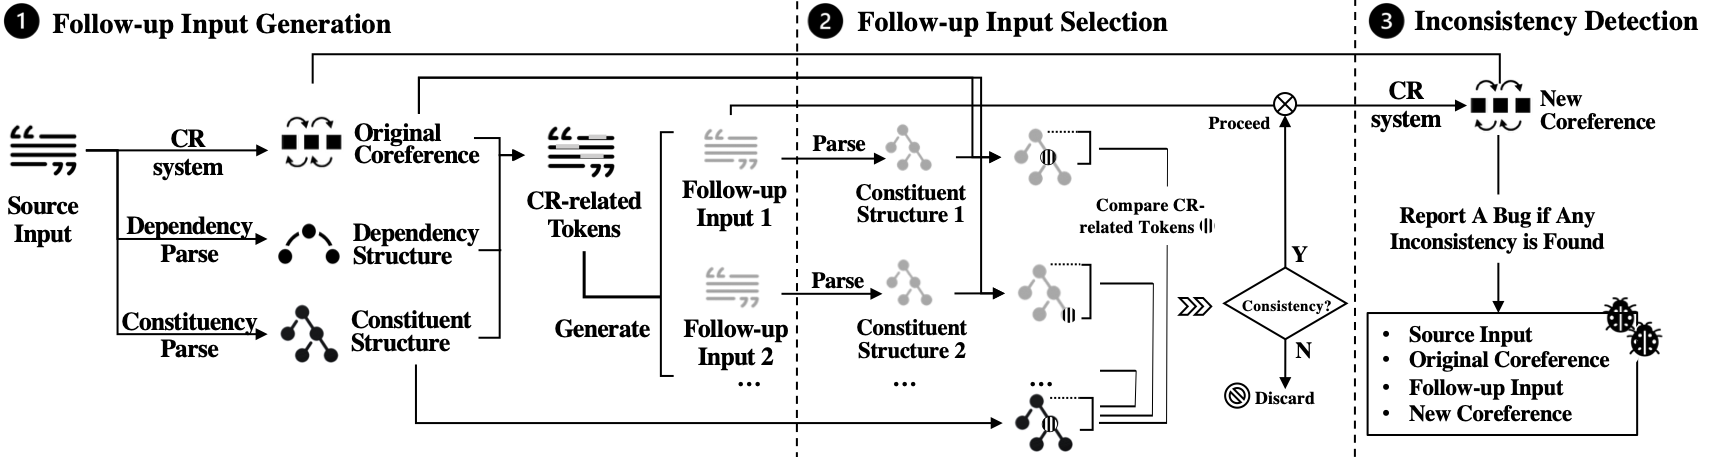 1 Follow-up Input Generation
2 Follow-up Input Selection
3 Inconsistency Detection
Source
Input
CR
system
Dependency
Parse
Constituency
Parse
Original
Coreference
Dependency
Structure
Constituent
Structure
CR-related
Tokens
Generate
Follow-up
Input 1
Follow-up
Input 2
...
Parse
Parse
Constituent
Structure 1
Constituent
Structure 2
...
...
Compare CR-
related Tokens
Proceed
Y
Consistency?
N
Discard
CR
system
New
Coreference
Report A Bug if Any
Inconsistency is Found
• Source Input
• Original Coreference
• Follow-up Input
• New Coreference